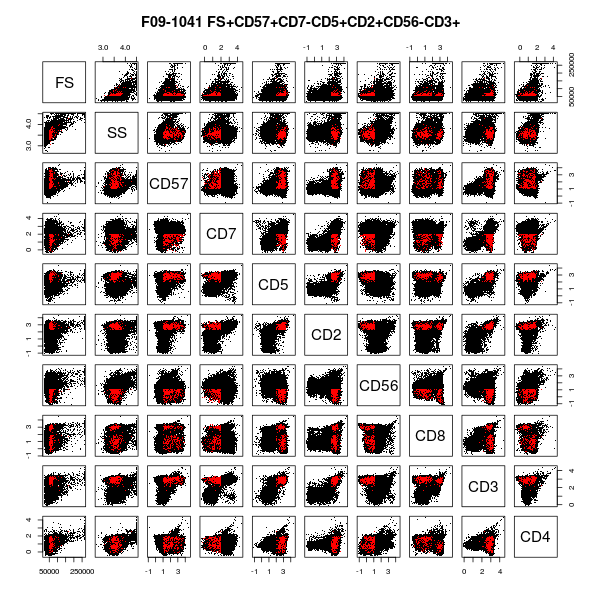 F09-1041 FS+CD57+CD7-CD5+CD2+CD56-CD3+
3.0 4.0
0 2 4
-1 1 3
-1 1 3
0 2 4
FS
50000 250000
3.0 4.0
SS
CD57
-1 1 3
0 2 4
CD7
CD5
-1 1 3
-1 1 3
CD2
CD56
-1 1 3
-1 1 3
CD8
CD3
0 2 4
0 2 4
CD4
50000 250000
-1 1 3
-1 1 3
-1 1 3
0 2 4